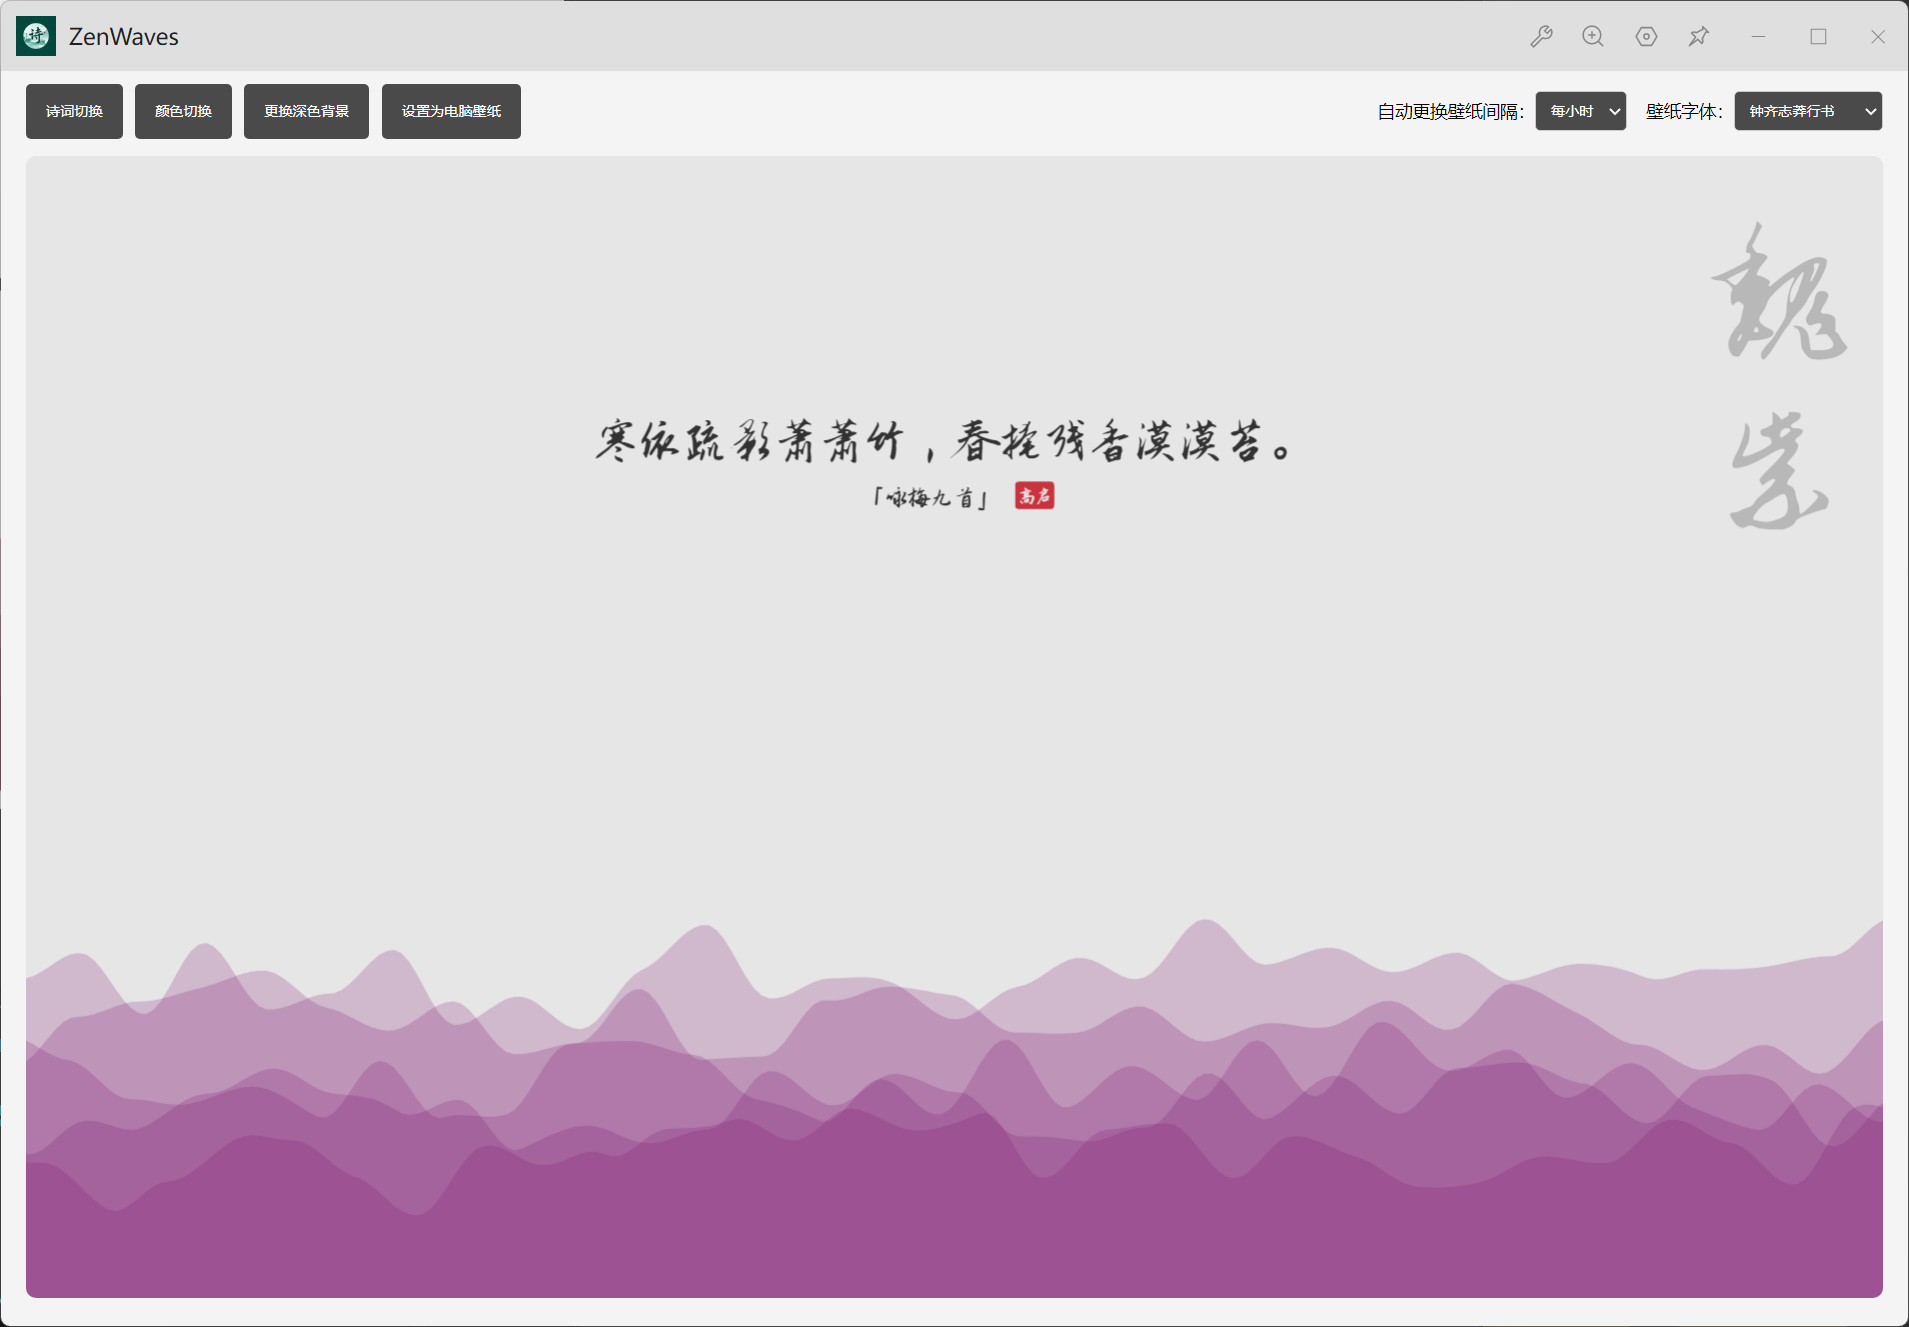 诗 ZenWaves
诗词切换 颜色切换 更换深色背景 设置为电脑壁纸 自动更换壁纸间隔： 每小时 壁纸字体： 钟齐志莽行书
魏紫
寒依疏影萧萧竹，春掩残香漠漠苔。
「咏梅九首」 高启